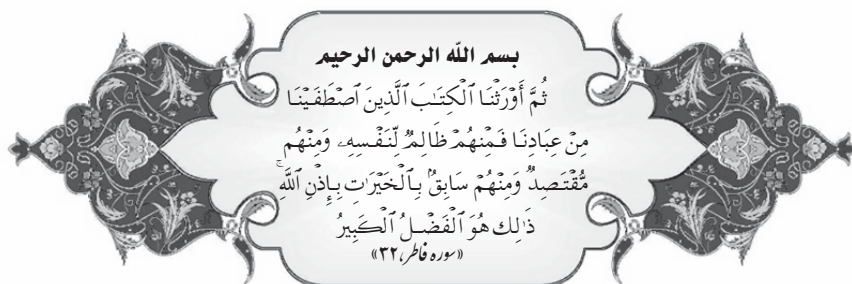 بسم الله الرحمن الرحیم
ثُمَّ أَوْرَثْنَا ٱلْكِتَٰبَ ٱلَّذِينَ ٱصْطَفَيْنَا
مِنْ عِبَادِنَا فَمِنْهُمْ ظَالِمٌ لِّنَفْسِهِۦ وَمِنْهُم
مُّقْتَصِدٌ وَمِنْهُمْ سَابِقٌۢ بِٱلْخَيْرَٰتِ بِإِذْنِ ٱللَّهِۚ
ذَٰلِكَ هُوَ ٱلْفَضْلُ ٱلْكَبِيرُ
«سوره فاطر، ۳۲»